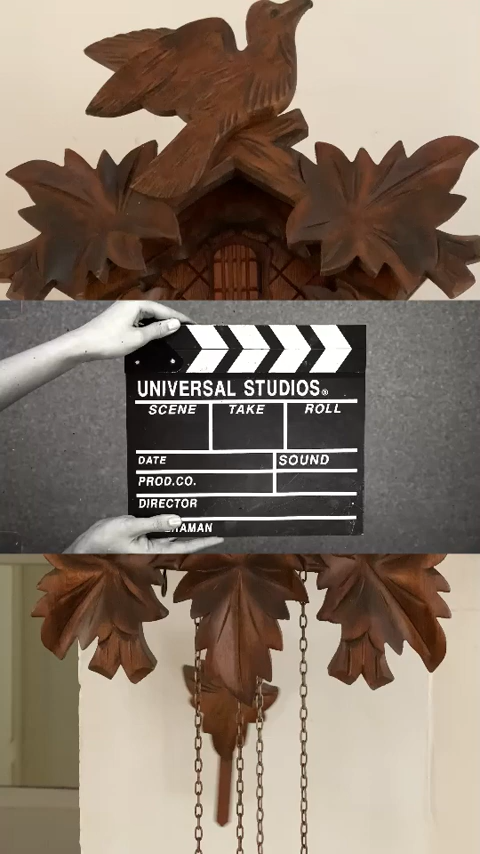 UNIVERSAL STUDIOS®
SCENE TAKE ROLL
DATE SOUND
PROD.CO.
DIRECTOR